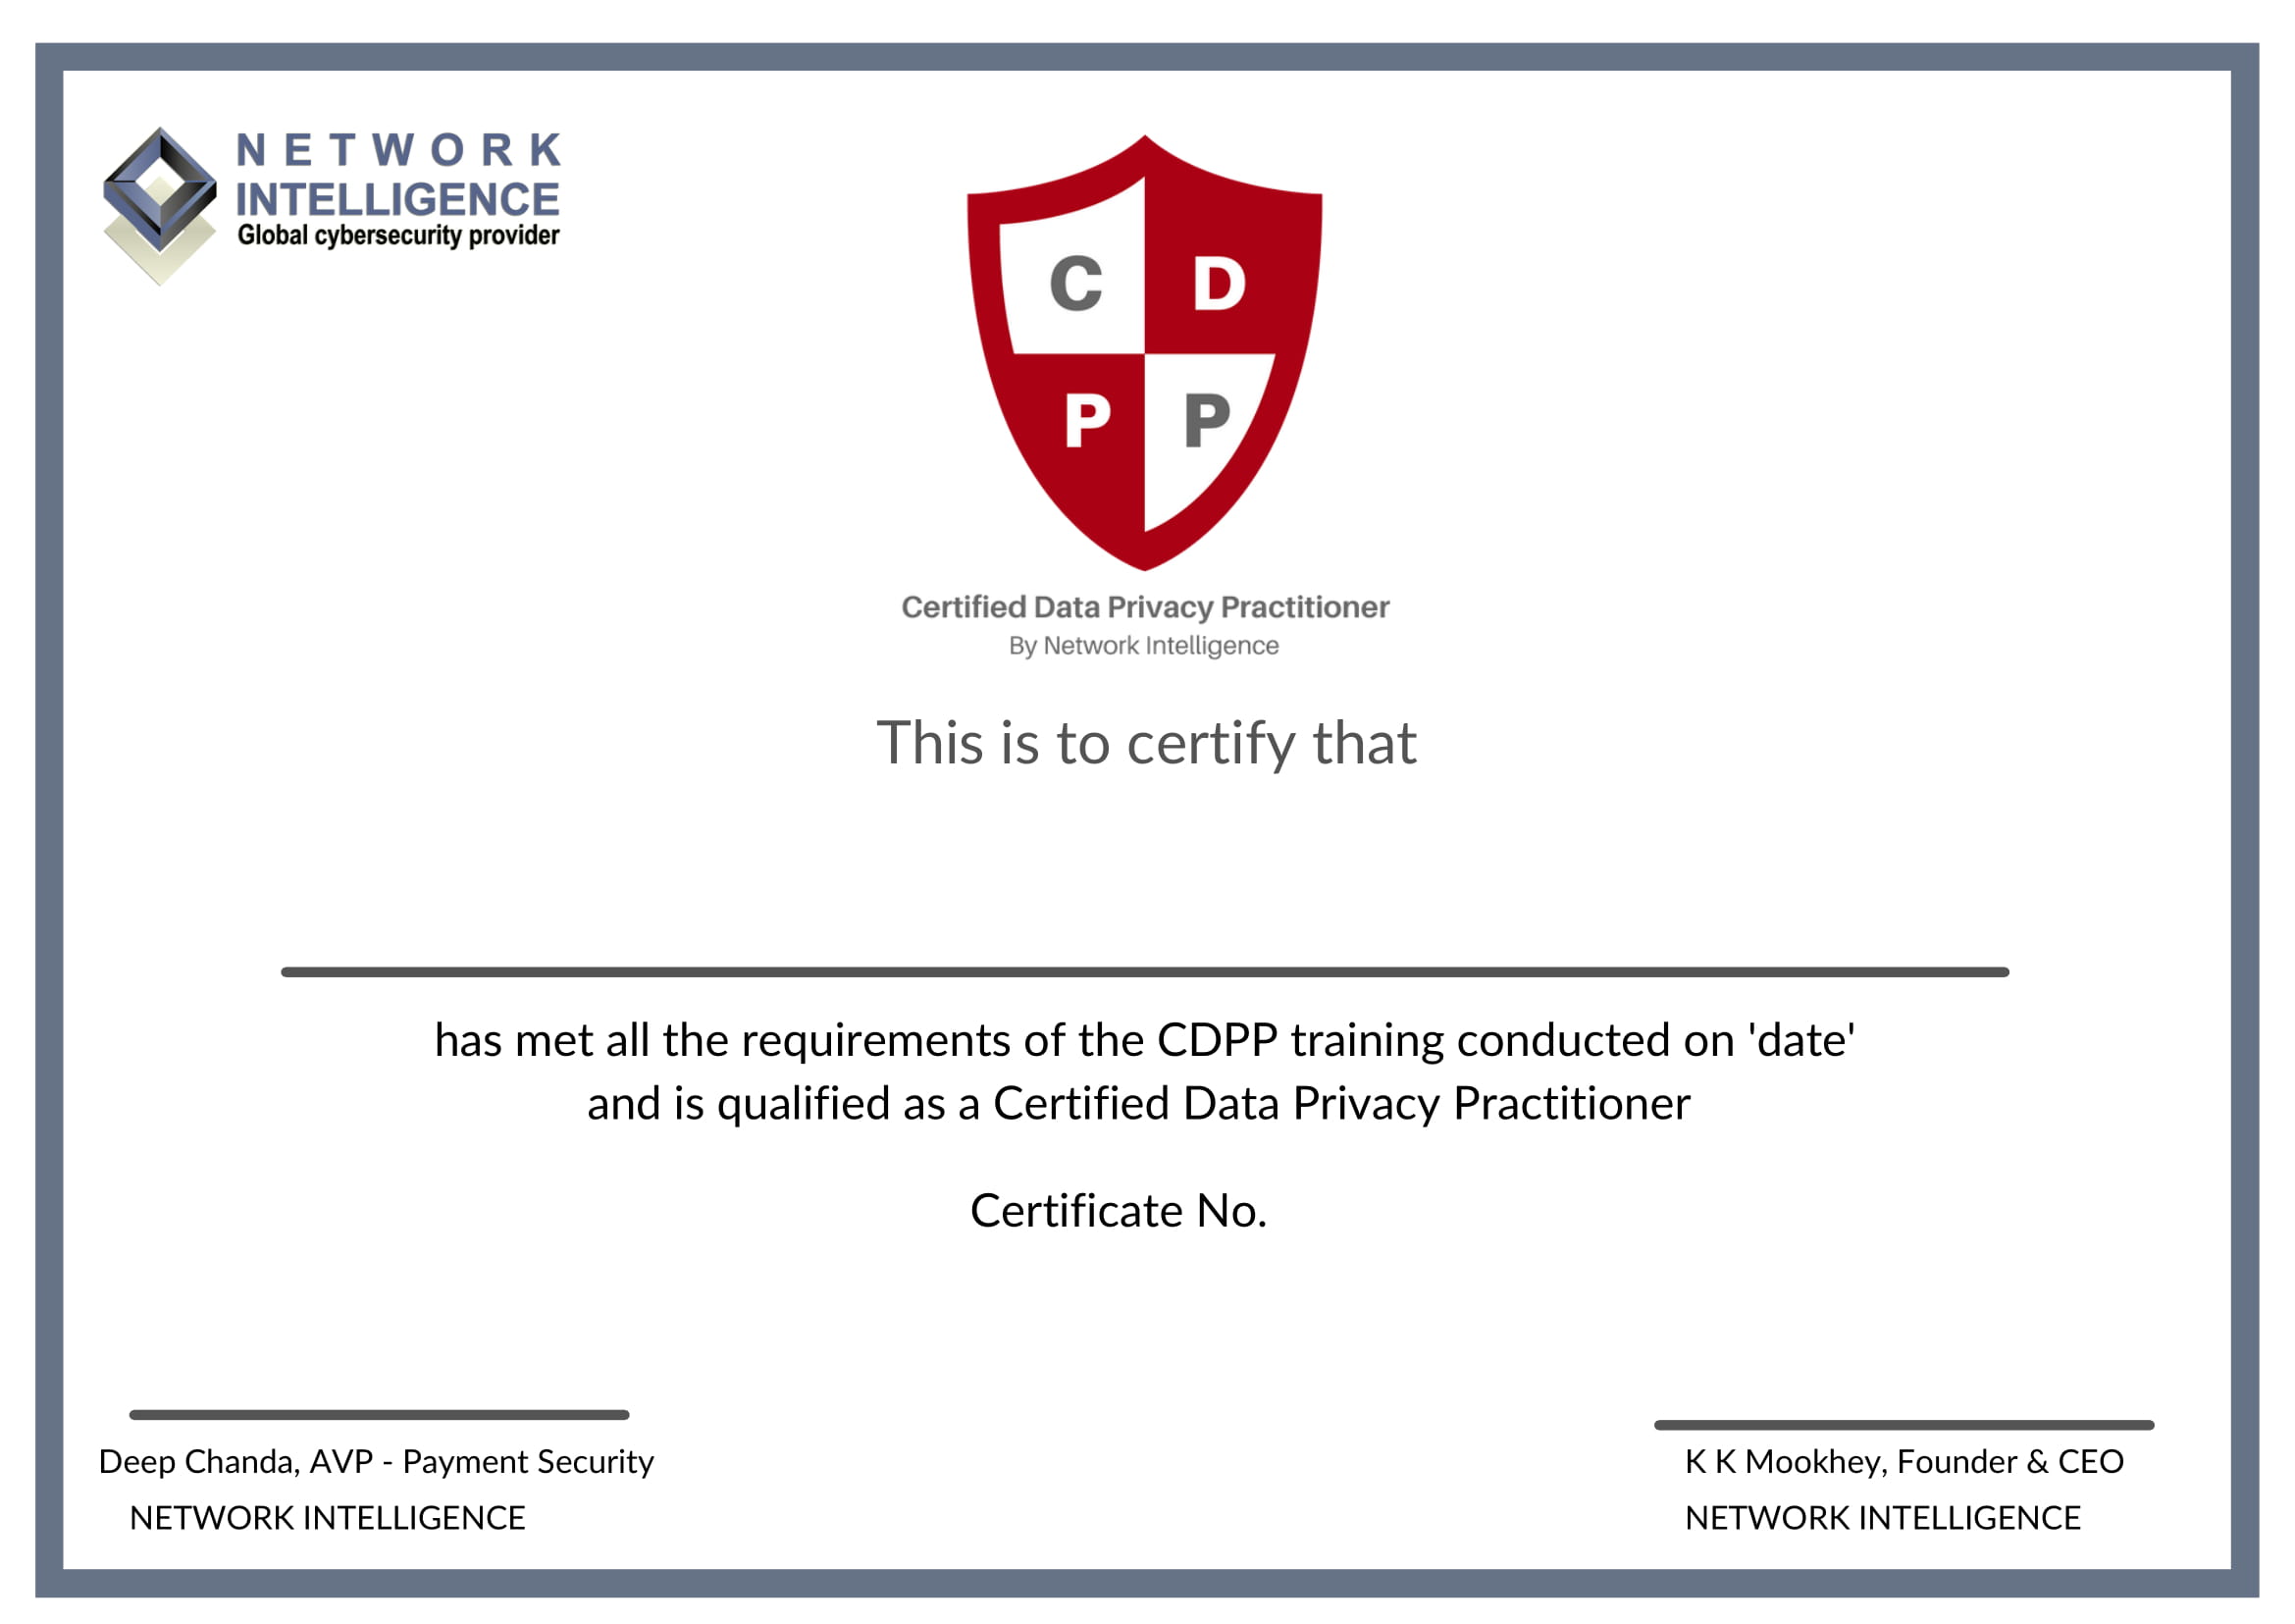 N E T W O R K
INTELLIGENCE
Global cybersecurity provider
C D
P P
Certified Data Privacy Practitioner
By Network Intelligence
This is to certify that
has met all the requirements of the CDPP training conducted on 'date'
and is qualified as a Certified Data Privacy Practitioner
Certificate No.
Deep Chanda, AVP - Payment Security
NETWORK INTELLIGENCE
K K Mookhey, Founder & CEO
NETWORK INTELLIGENCE